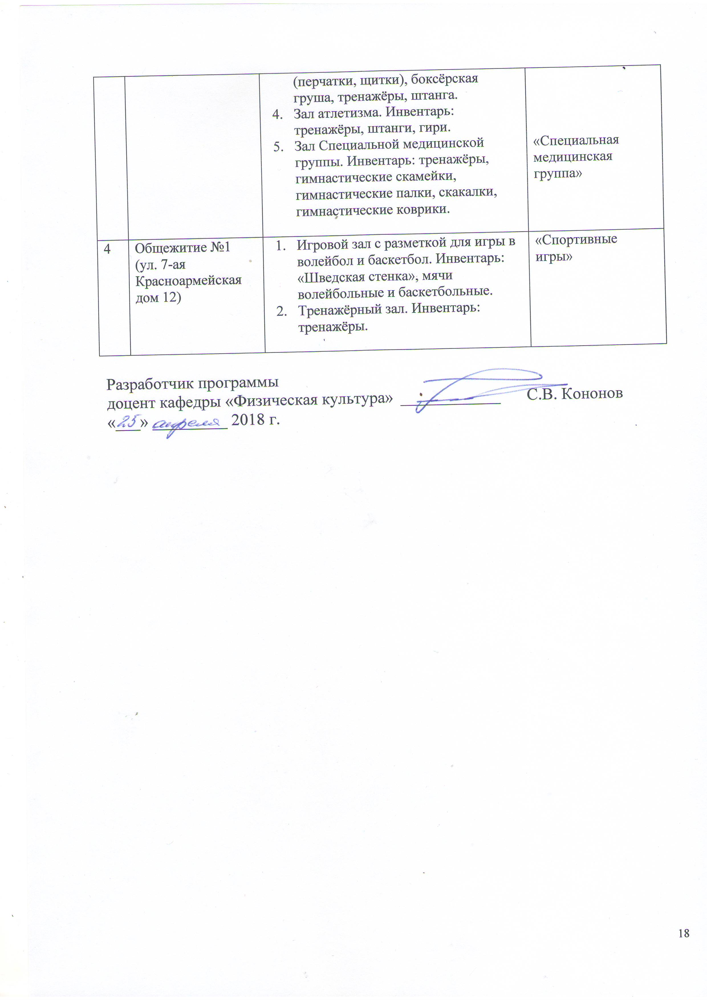 (перчатки, щитки), боксёрская
груша, тренажёры, штанга.
4. Зал атлетизма. Инвентарь:
тренажёры, штанги, гири.
5. Зал Специальной медицинской
группы. Инвентарь: тренажёры,
гимнастические скамейки,
гимнастические палки, скакалки,
гимнастические коврики.
«Специальная
медицинская
группа»
4
Общежитие №1
(ул. 7-ая
Красноармейская
дом 12)
1. Игровой зал с разметкой для игры в
волейбол и баскетбол. Инвентарь:
«Шведская стенка», мячи
волейбольные и баскетбольные.
2. Тренажёрный зал. Инвентарь:
тренажёры.
«Спортивные
игры»
Разработчик программы
доцент кафедры «Физическая культура» С.В. Кононов
«25» апреля 2018 г.
18